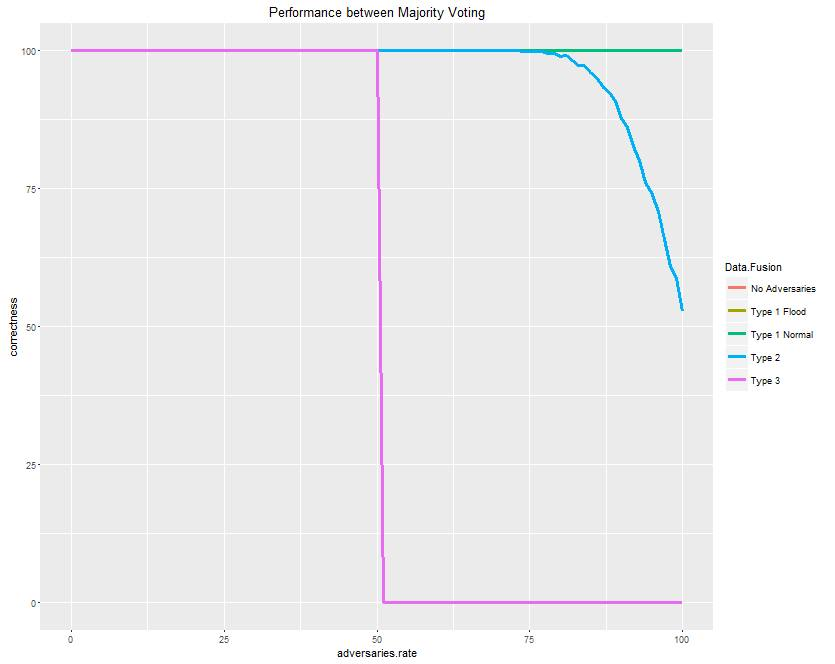 Performance between Majority Voting
correctness
100
75
50
25
0
0 25 50 75 100
adversaries.rate
Data.Fusion
No Adversaries
Type 1 Flood
Type 1 Normal
Type 2
Type 3